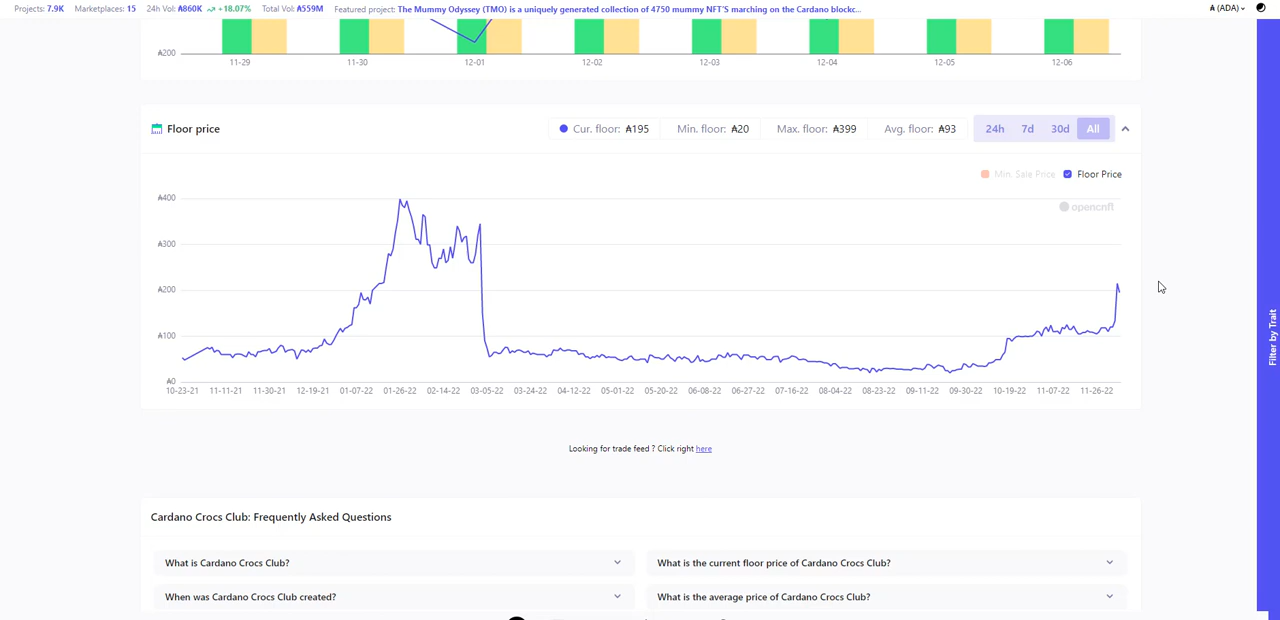 Projects: 7.9K Marketplaces: 15 24h Vol: ₳860K +18.07% Total Vol: ₳559M Featured project: The Mummy Odyssey (TMO) is a uniquely generated collection of 4750 mummy NFT'S marching on the Cardano blockc... ₳ (ADA)
₳200
11-29 11-30 12-01 12-02 12-03 12-04 12-05 12-06
Floor price Cur. floor: ₳195 Min. floor: ₳20 Max. floor: ₳399 Avg. floor: ₳93 24h 7d 30d All
Min. Sale Price Floor Price
₳400
opencnft
₳300
₳200
₳100
₳0
10-23-21 11-11-21 11-30-21 12-19-21 01-07-22 01-26-22 02-14-22 03-05-22 03-24-22 04-12-22 05-01-22 05-20-22 06-08-22 06-27-22 07-16-22 08-04-22 08-23-22 09-11-22 09-30-22 10-19-22 11-07-22 11-26-22
Filter by Trait
Looking for trade feed ? Click right here
Cardano Crocs Club: Frequently Asked Questions
What is Cardano Crocs Club? What is the current floor price of Cardano Crocs Club?
When was Cardano Crocs Club created? What is the average price of Cardano Crocs Club?